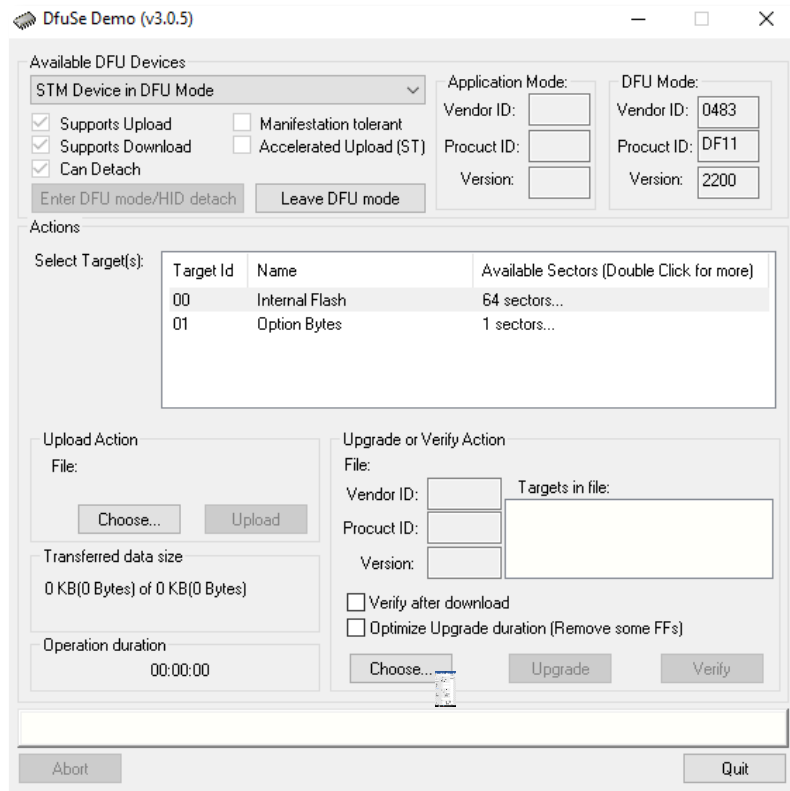 DfuSe Demo (v3.0.5)
Available DFU Devices
STM Device in DFU Mode
Supports Upload
Manifestation tolerant
Supports Download
Accelerated Upload (ST)
Can Detach
Enter DFU mode/HID detach
Leave DFU mode
Application Mode:
Vendor ID:
Procuct ID:
Version:
DFU Mode:
Vendor ID: 0483
Procuct ID: DF11
Version: 2200
Actions
Select Target(s):
Target Id Name Available Sectors (Double Click for more)
00 Internal Flash 64 sectors...
01 Option Bytes 1 sectors...
Upload Action
File:
Choose... Upload
Transferred data size
0 KB(0 Bytes) of 0 KB(0 Bytes)
Operation duration
00:00:00
Upgrade or Verify Action
File:
Vendor ID:
Procuct ID:
Version:
Targets in file:
Verify after download
Optimize Upgrade duration (Remove some FFs)
Choose... Upgrade Verify
Abort Quit